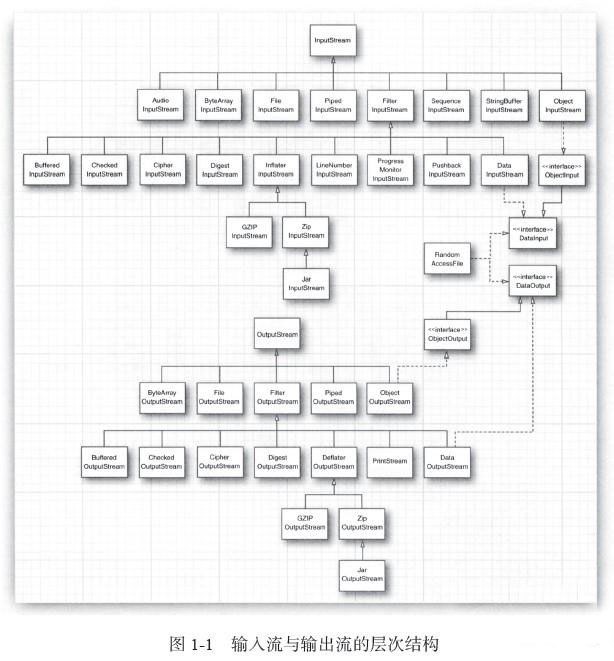 InputStream
Audio
InputStream
ByteArray
InputStream
File
InputStream
Piped
InputStream
Filter
InputStream
Sequence
InputStream
StringBuffer
InputStream
Object
InputStream
Buffered
InputStream
Checked
InputStream
Cipher
InputStream
Digest
InputStream
Inflater
InputStream
LineNumber
InputStream
Progress
Monitor
InputStream
Pushback
InputStream
Data
InputStream
<<interface>>
ObjectInput
GZIP
InputStream
Zip
InputStream
<<interface>>
DataInput
Random
AccessFile
Jar
InputStream
<<interface>>
DataOutput
OutputStream
<<interface>>
ObjectOutput
ByteArray
OutputStream
File
OutputStream
Filter
OutputStream
Piped
OutputStream
Object
OutputStream
Buffered
OutputStream
Checked
OutputStream
Cipher
OutputStream
Digest
OutputStream
Deflater
OutputStream
PrintStream
Data
OutputStream
GZIP
OutputStream
Zip
OutputStream
Jar
OutputStream
图 1-1 输入流与输出流的层次结构